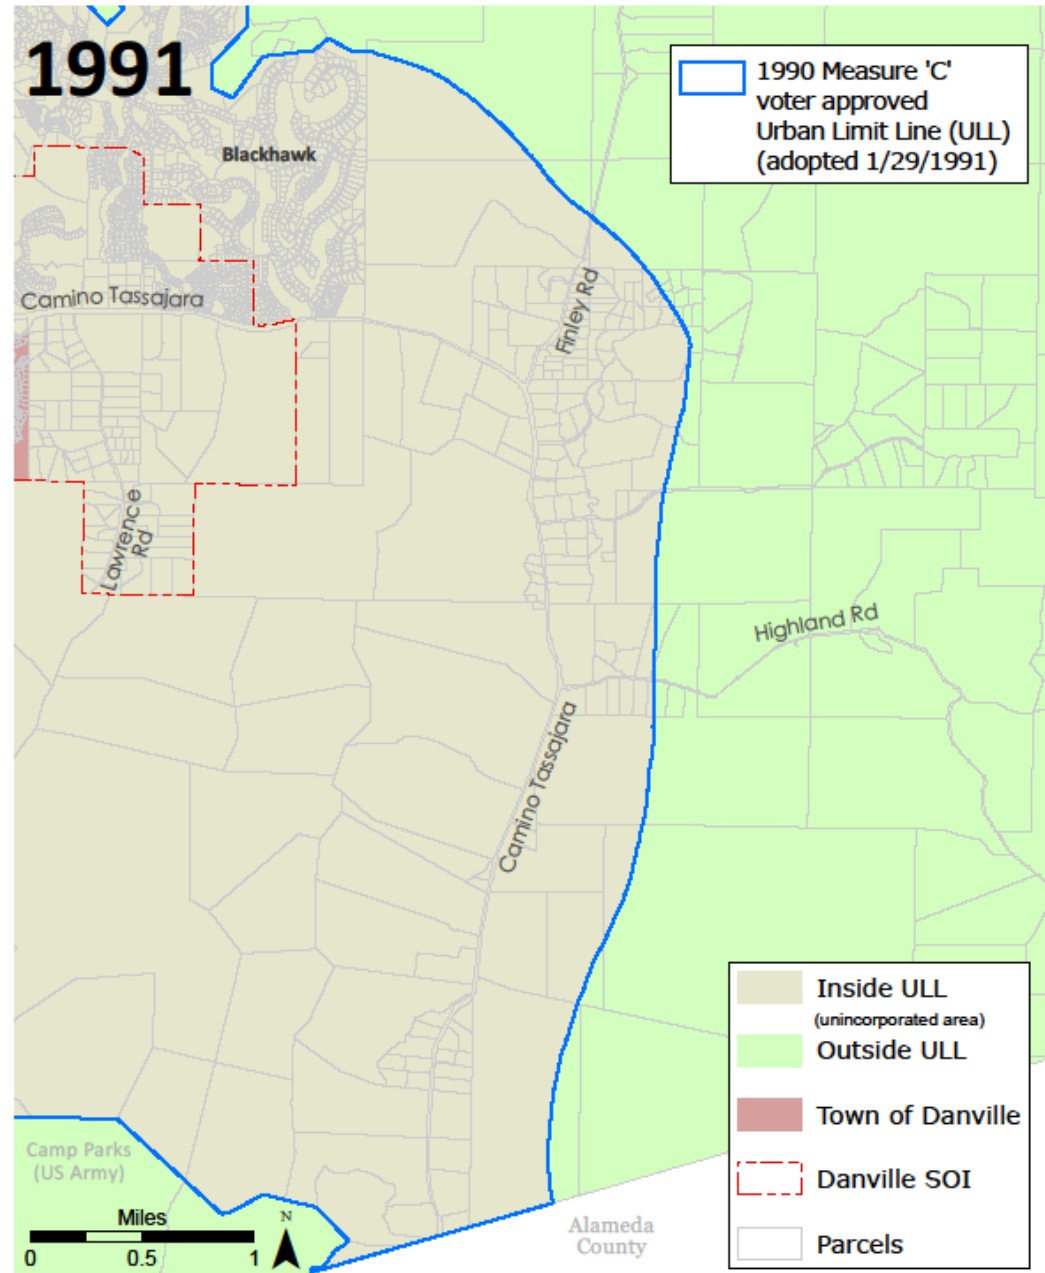 1991
1990 Measure 'C'
voter approved
Urban Limit Line (ULL)
(adopted 1/29/1991)
Blackhawk
Camino Tassajara
Finley Rd
Lawrence
Rd
Highland Rd
Camino Tassajara
Camp Parks
(US Army)
Miles
0 0.5 1
N
Alameda
County
Inside ULL
(unincorporated area)
Outside ULL
Town of Danville
Danville SOI
Parcels